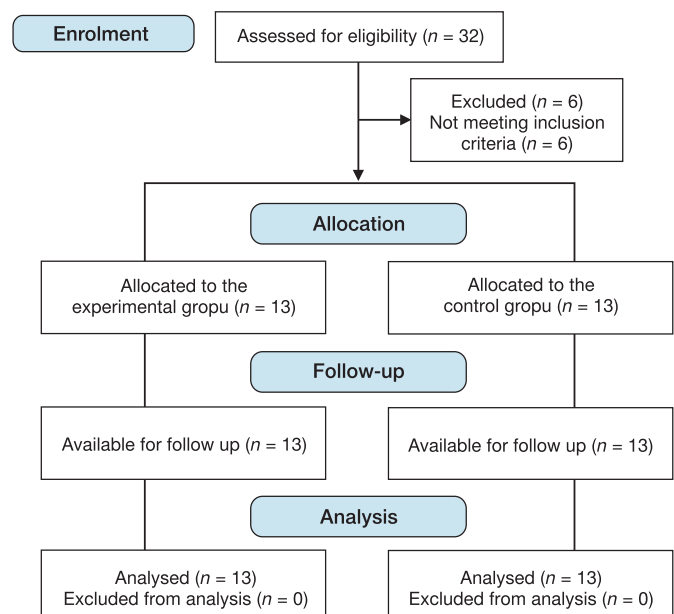 Enrolment
Assessed for eligibility (n = 32)
Excluded (n = 6)
Not meeting inclusion
criteria (n = 6)
Allocation
Allocated to the
experimental gropu (n = 13)
Allocated to the
control gropu (n = 13)
Follow-up
Available for follow up (n = 13)
Available for follow up (n = 13)
Analysis
Analysed (n = 13)
Excluded from analysis (n = 0)
Analysed (n = 13)
Excluded from analysis (n = 0)